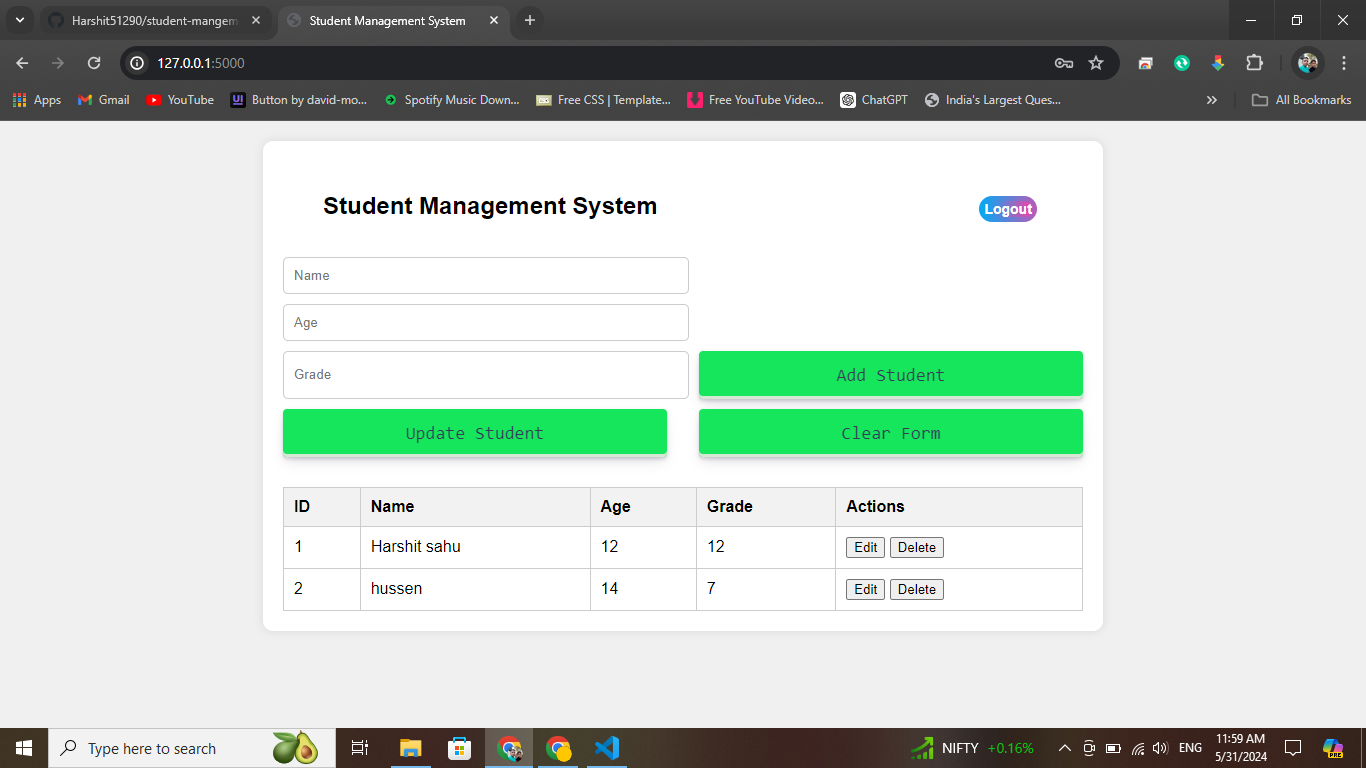 Harshit51290/student-mangem
Student Management System
127.0.0.1:5000
Apps
Gmail
YouTube
UI
Button by david-mo...
Spotify Music Down...
Free CSS | Template...
Free YouTube Video...
ChatGPT
India's Largest Ques...
All Bookmarks
Student Management System
Logout
Name
Age
Grade
Add Student
Update Student
Clear Form
ID Name Age Grade Actions
1 Harshit sahu 12 12 Edit Delete
2 hussen 14 7 Edit Delete
Type here to search
NIFTY +0.16%
ENG
11:59 AM
5/31/2024
PRE